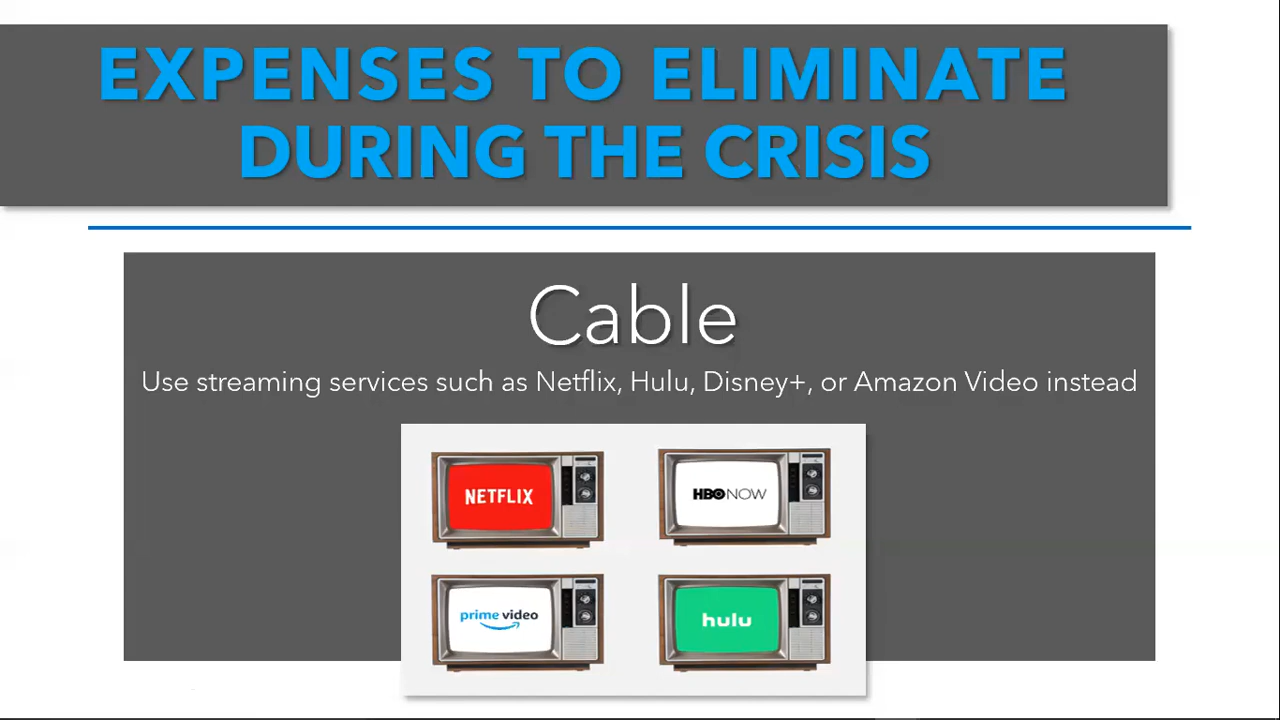 EXPENSES TO ELIMINATE
DURING THE CRISIS
Cable
Use streaming services such as Netflix, Hulu, Disney+, or Amazon Video instead
NETFLIX
HBO NOW
prime video
hulu